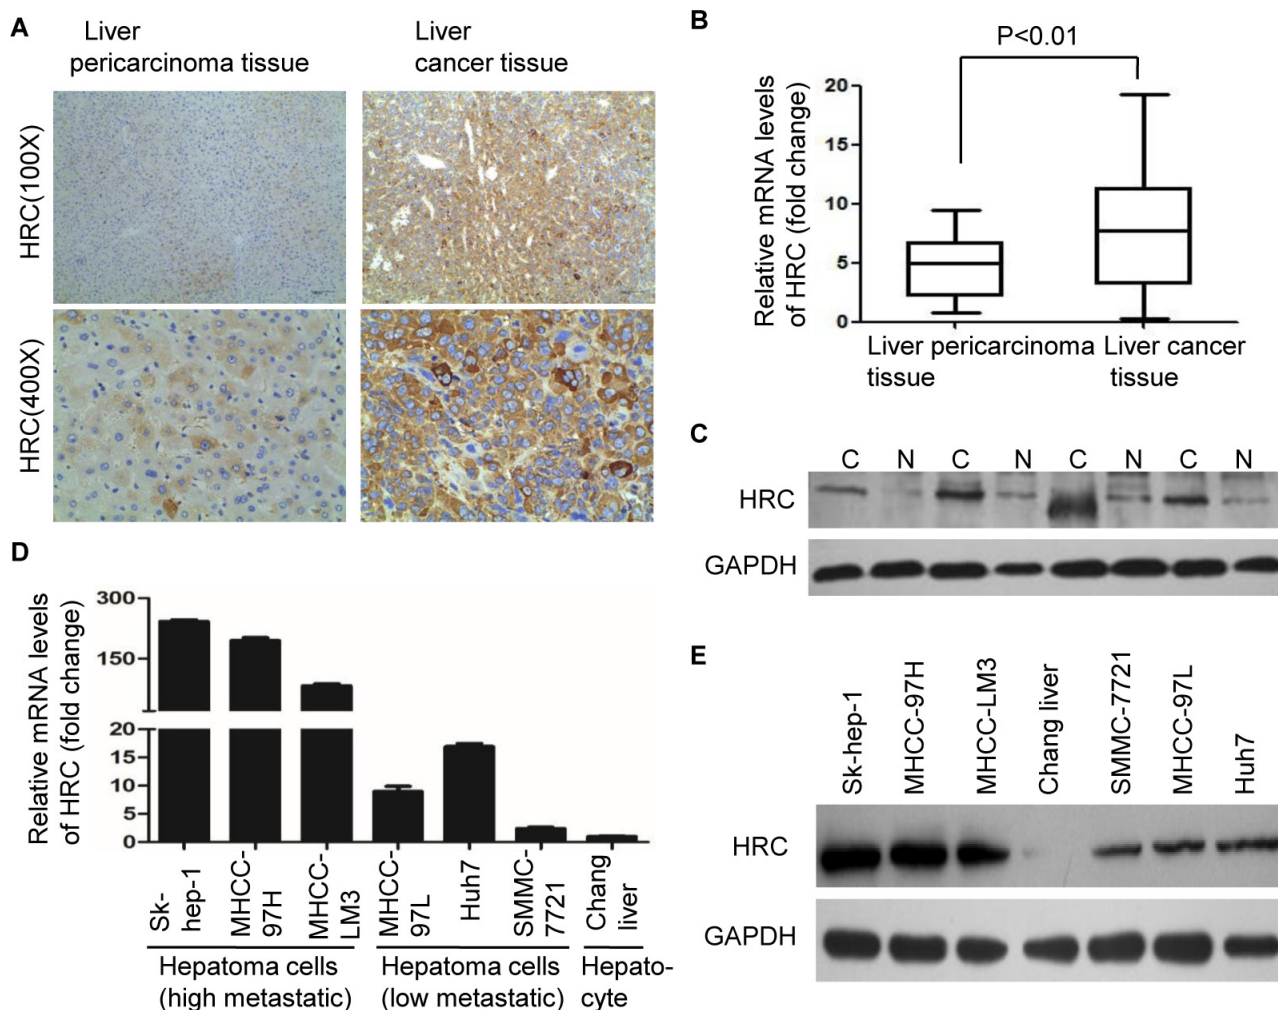 A
Liver
pericarcinoma tissue
Liver
cancer tissue
HRC(100X)
HRC(400X)
B
P<0.01
Relative mRNA levels
of HRC (fold change)
20
15
10
5
0
Liver pericarcinoma
tissue
Liver cancer
tissue
C
C N C N C N C N
HRC
GAPDH
D
Relative mRNA levels
of HRC (fold change)
300
150
20
15
10
5
0
Sk-
hep-1
MHCC-
97H
MHCC-
LM3
MHCC-
97L
Huh7
SMMC-
7721
Chang
liver
Hepatoma cells
(high metastatic)
Hepatoma cells
(low metastatic)
Hepato-
cyte
E
Sk-hep-1
MHCC-97H
MHCC-LM3
Chang liver
SMMC-7721
MHCC-97L
Huh7
HRC
GAPDH